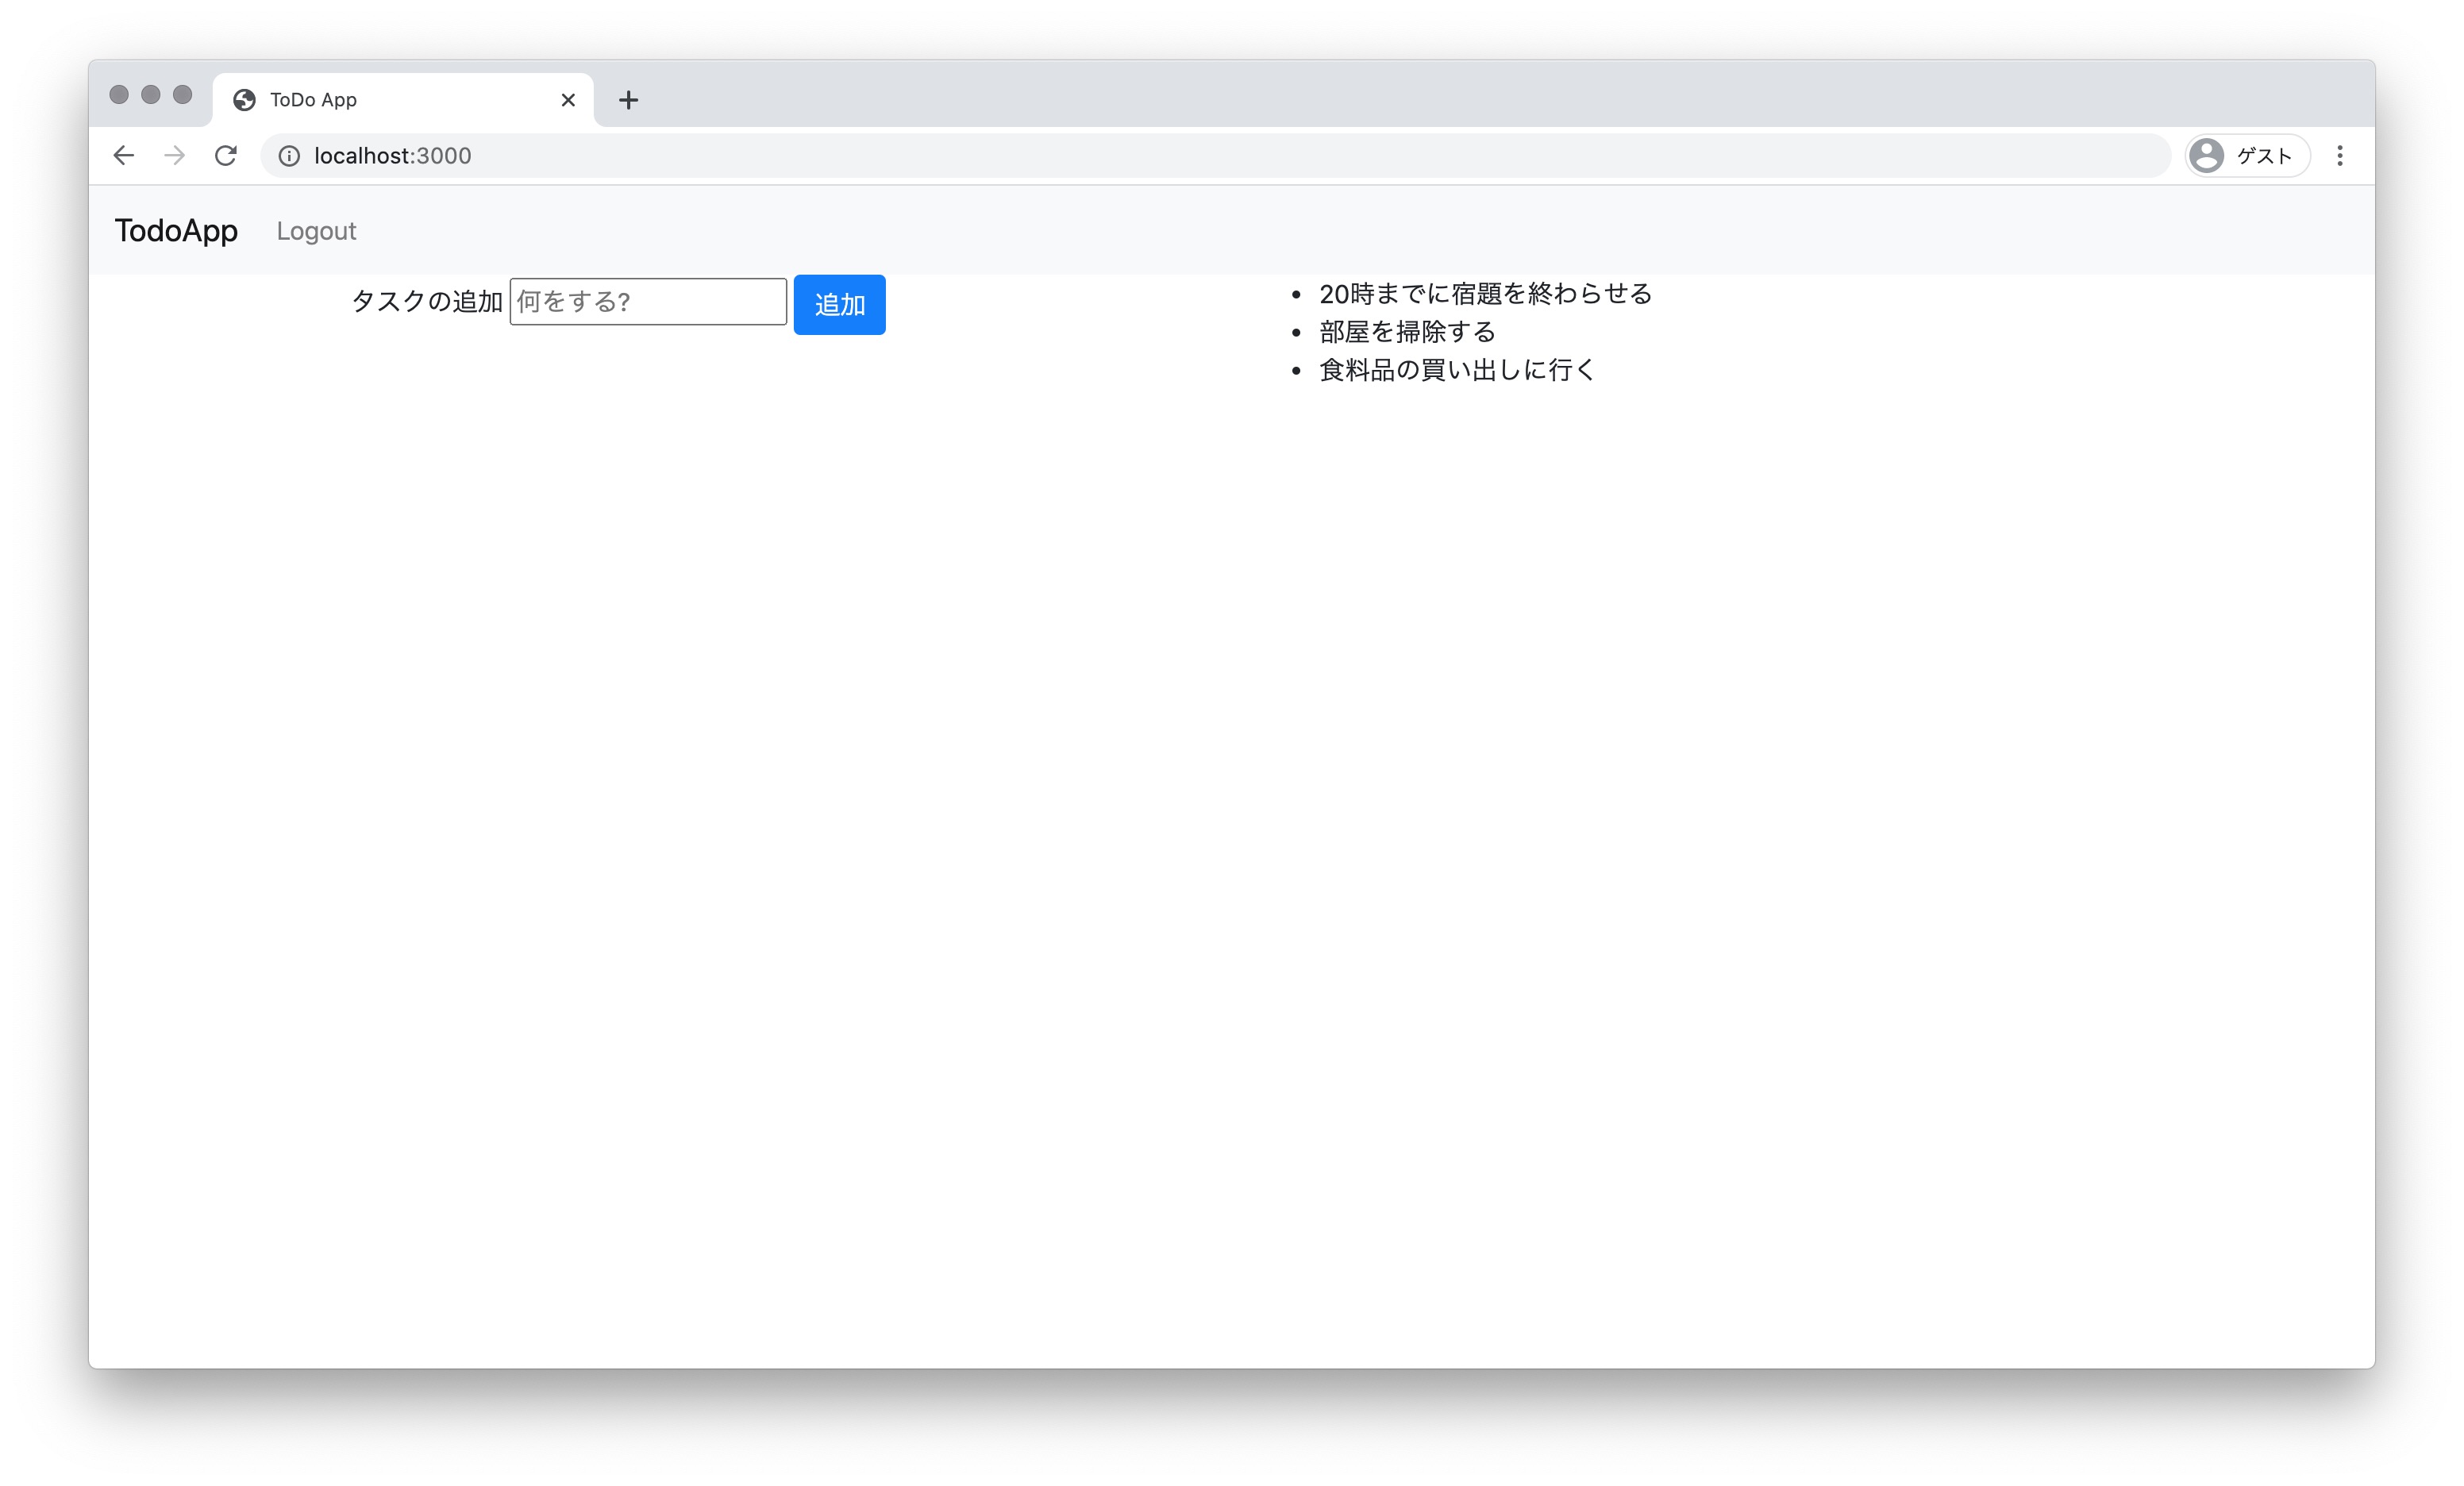 ToDo App
localhost:3000
ゲスト
TodoApp Logout
タスクの追加 何をする? 追加
20時までに宿題を終わらせる
部屋を掃除する
食料品の買い出しに行く